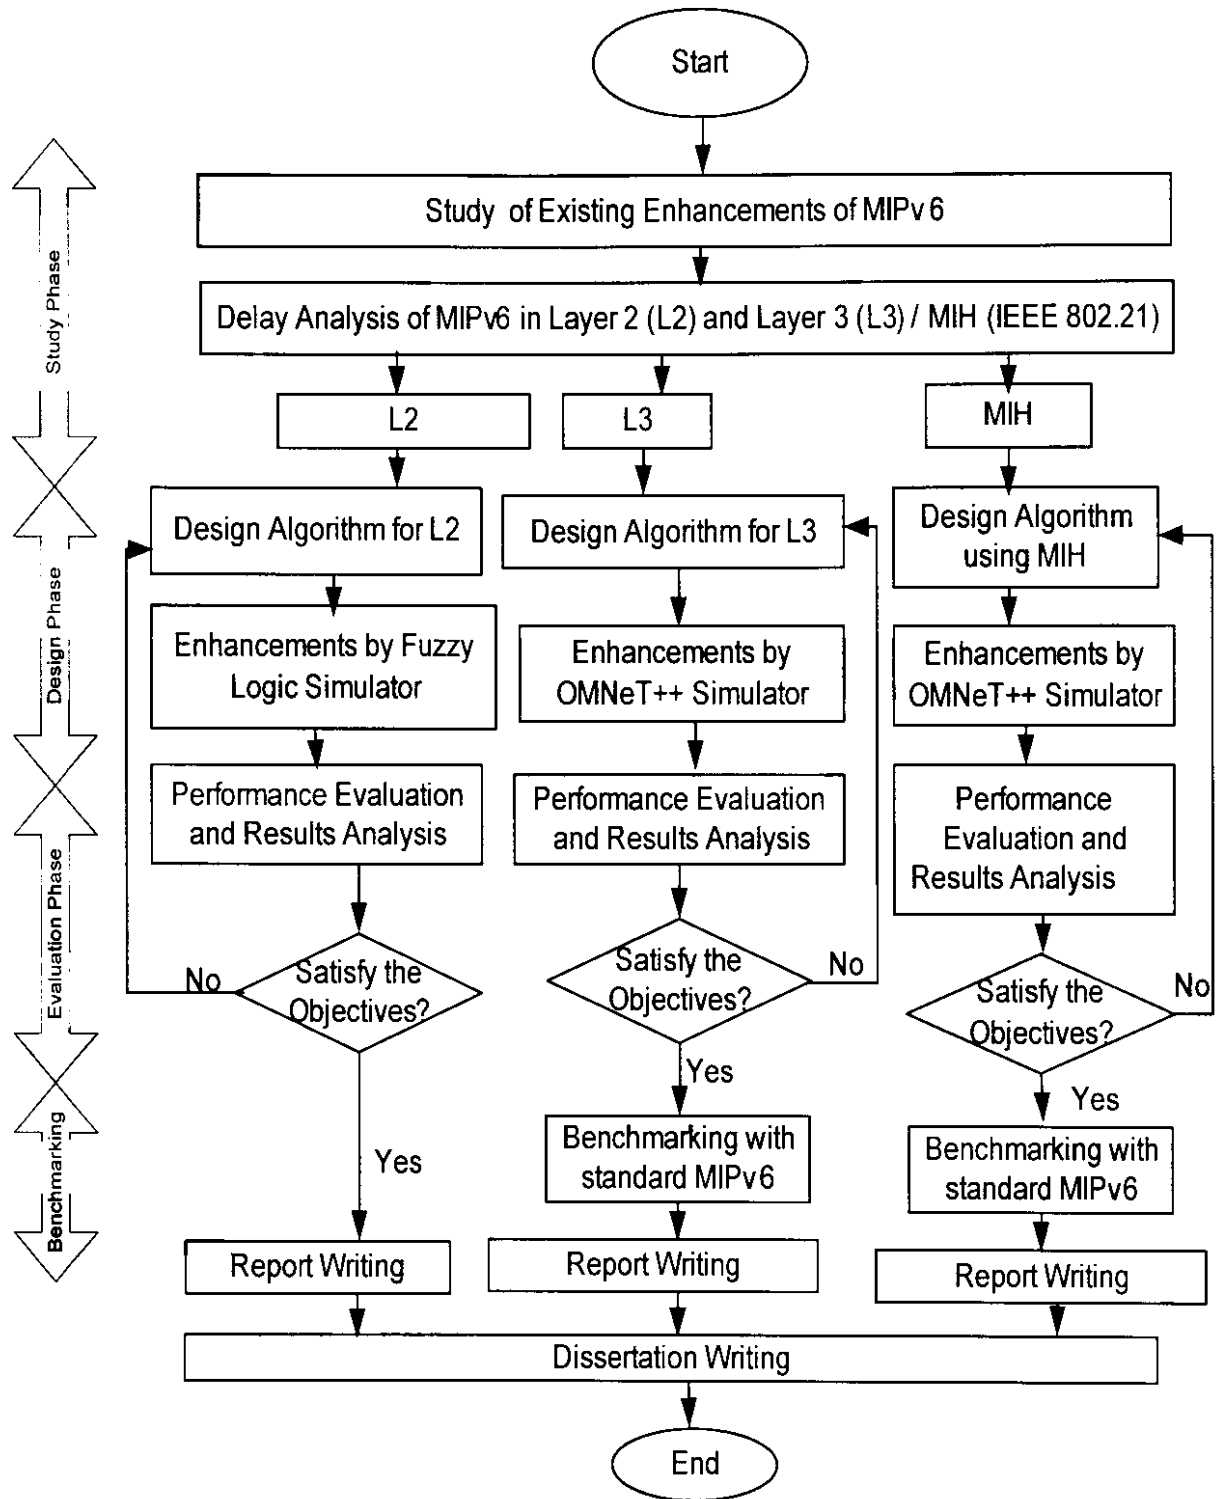 Start
Study of Existing Enhancements of MIPv 6
Delay Analysis of MIPv6 in Layer 2 (L2) and Layer 3 (L3) / MIH (IEEE 802.21)
L2
L3
MIH
Design Algorithm for L2
Design Algorithm for L3
Design Algorithm
using MIH
Enhancements by Fuzzy
Logic Simulator
Enhancements by
OMNeT++ Simulator
Enhancements by
OMNeT++ Simulator
Performance Evaluation
and Results Analysis
Performance Evaluation
and Results Analysis
Performance
Evaluation and
Results Analysis
Satisfy the
Objectives?
No
Satisfy the
Objectives?
No
Satisfy the
Objectives?
No
Yes
Yes
Yes
Benchmarking with
standard MIPv6
Benchmarking with
standard MIPv6
Report Writing
Report Writing
Report Writing
Dissertation Writing
End
Study Phase
Design Phase
Evaluation Phase
Benchmarking